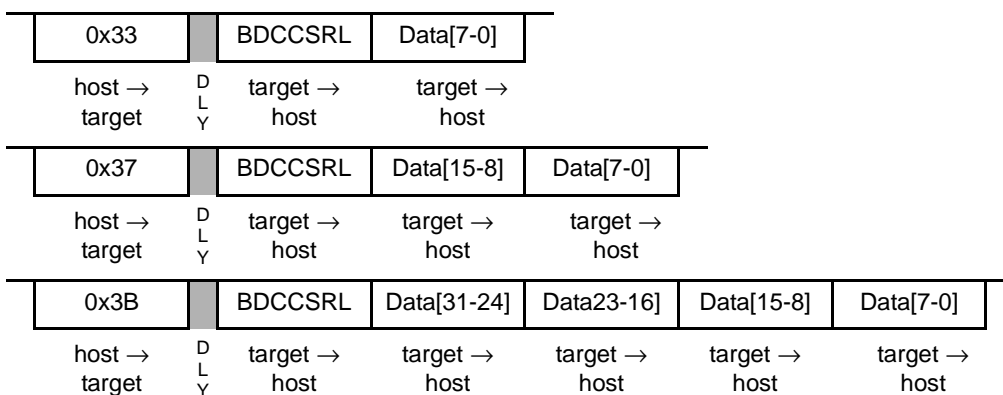 0x33 BDCCSRL Data[7-0]
host → D target → target →
target L Y host host
0x37 BDCCSRL Data[15-8] Data[7-0]
host → D target → target → target →
target L Y host host host
0x3B BDCCSRL Data[31-24] Data23-16] Data[15-8] Data[7-0]
host → D target → target → target → target → target →
target L Y host host host host host